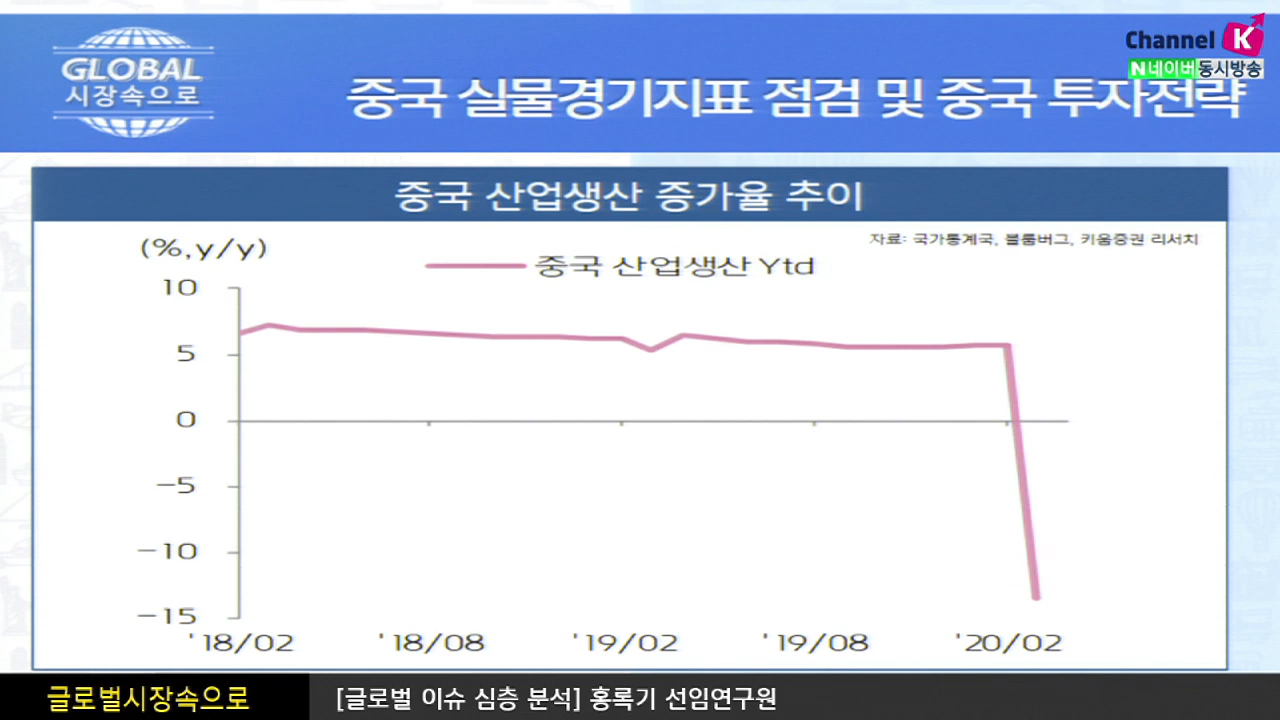 GLOBAL
시장속으로
Channel K
N네이버 동시방송
중국 실물경기지표 점검 및 중국 투자전략
중국 산업생산 증가율 추이
(%,y/y)
자료: 국가통계국, 블룸버그, 키움증권 리서치
중국 산업생산 Ytd
10
5
0
-5
-10
-15
'18/02 '18/08 '19/02 '19/08 '20/02
글로벌시장속으로 [글로벌 이슈 심층 분석] 홍록기 선임연구원